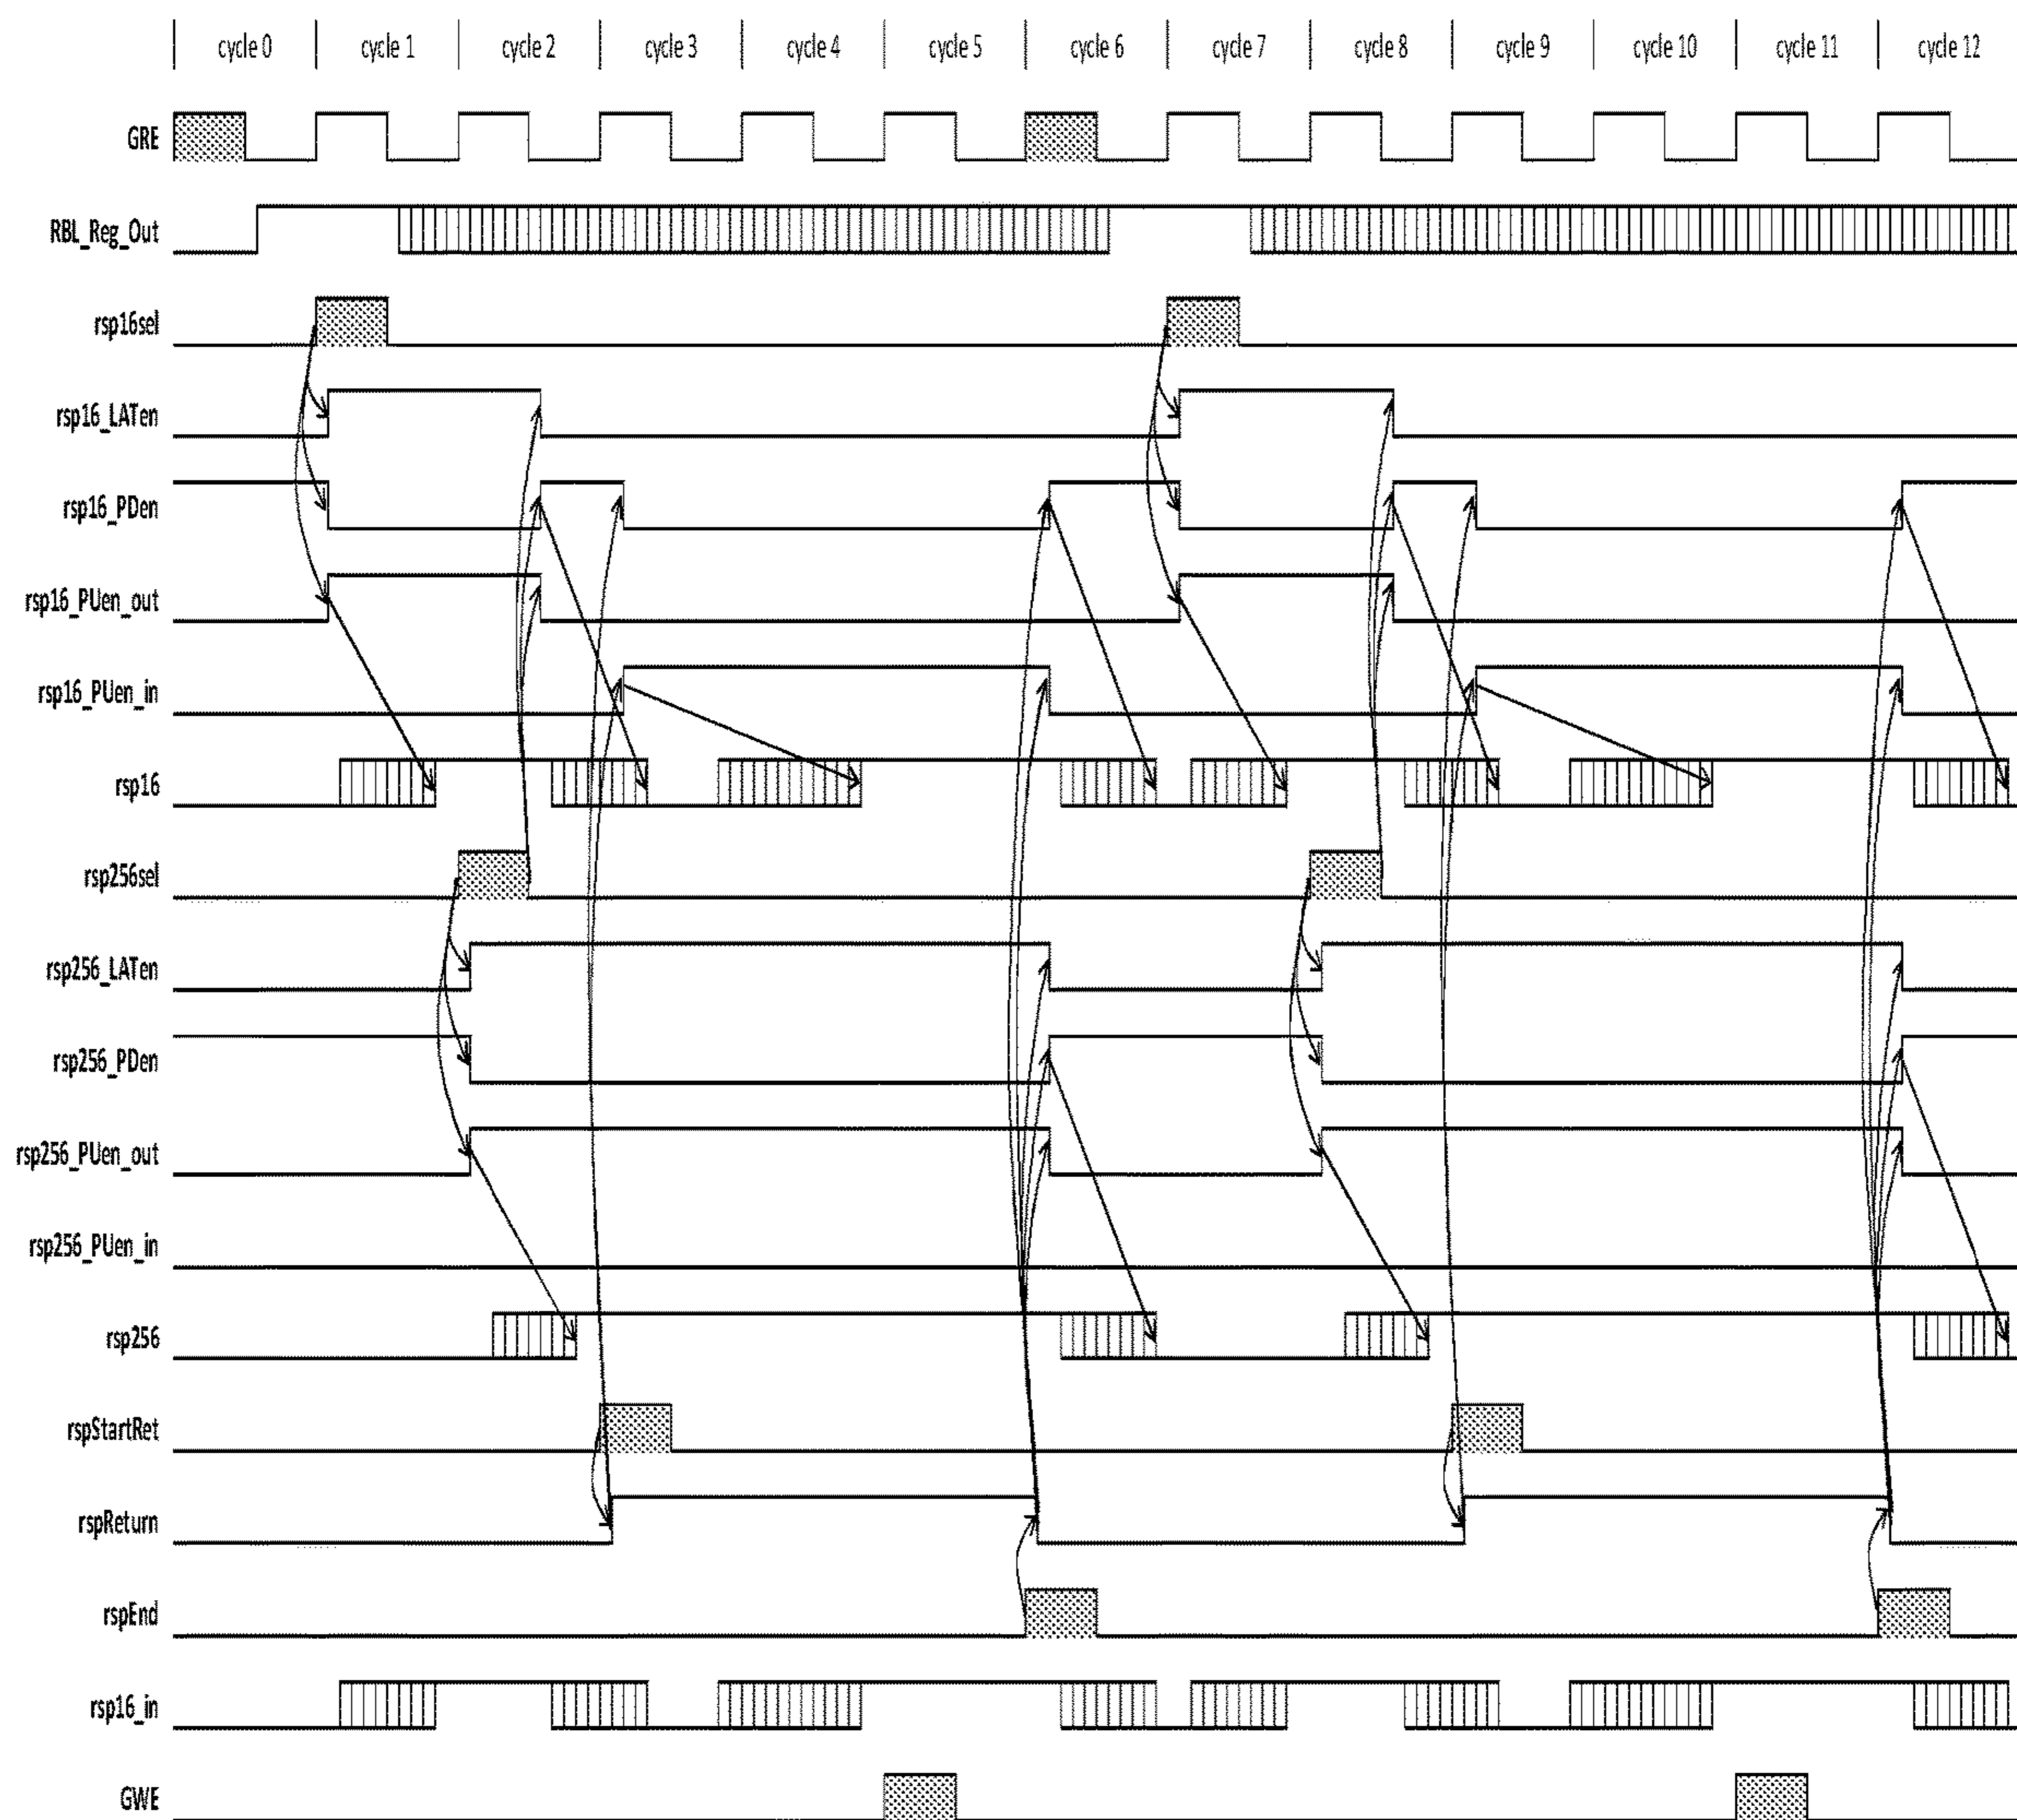 cycle 0 cycle 1 cycle 2 cycle 3 cycle 4 cycle 5 cycle 6 cycle 7 cycle 8 cycle 9 cycle 10 cycle 11 cycle 12
GRE
RBL_Reg_Out
rsp16sel
rsp16_LATen
rsp16_PDen
rsp16_PUen_out
rsp16_PUen_in
rsp16
rsp256sel
rsp256_LATen
rsp256_PDen
rsp256_PUen_out
rsp256_PUen_in
rsp256
rspStartRet
rspReturn
rspEnd
rsp16_in
GWE